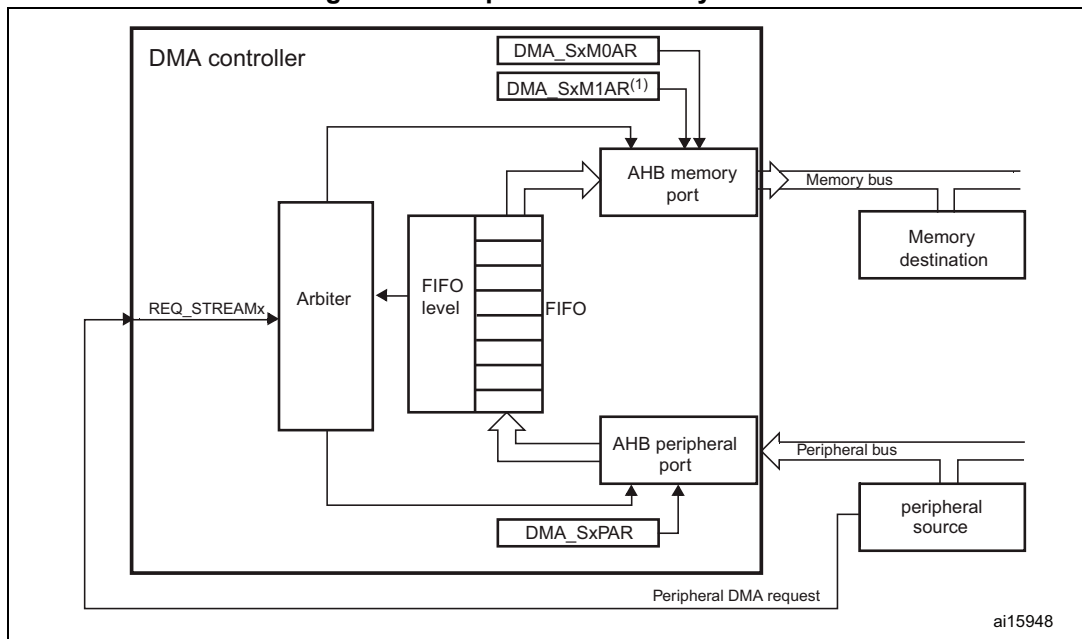 DMA controller
DMA_SxM0AR
DMA_SxM1AR(1)
AHB memory
port
Memory bus
Memory
destination
Arbiter
FIFO
level
FIFO
REQ_STREAMx
AHB peripheral
port
Peripheral bus
peripheral
source
DMA_SxPAR
Peripheral DMA request
ai15948